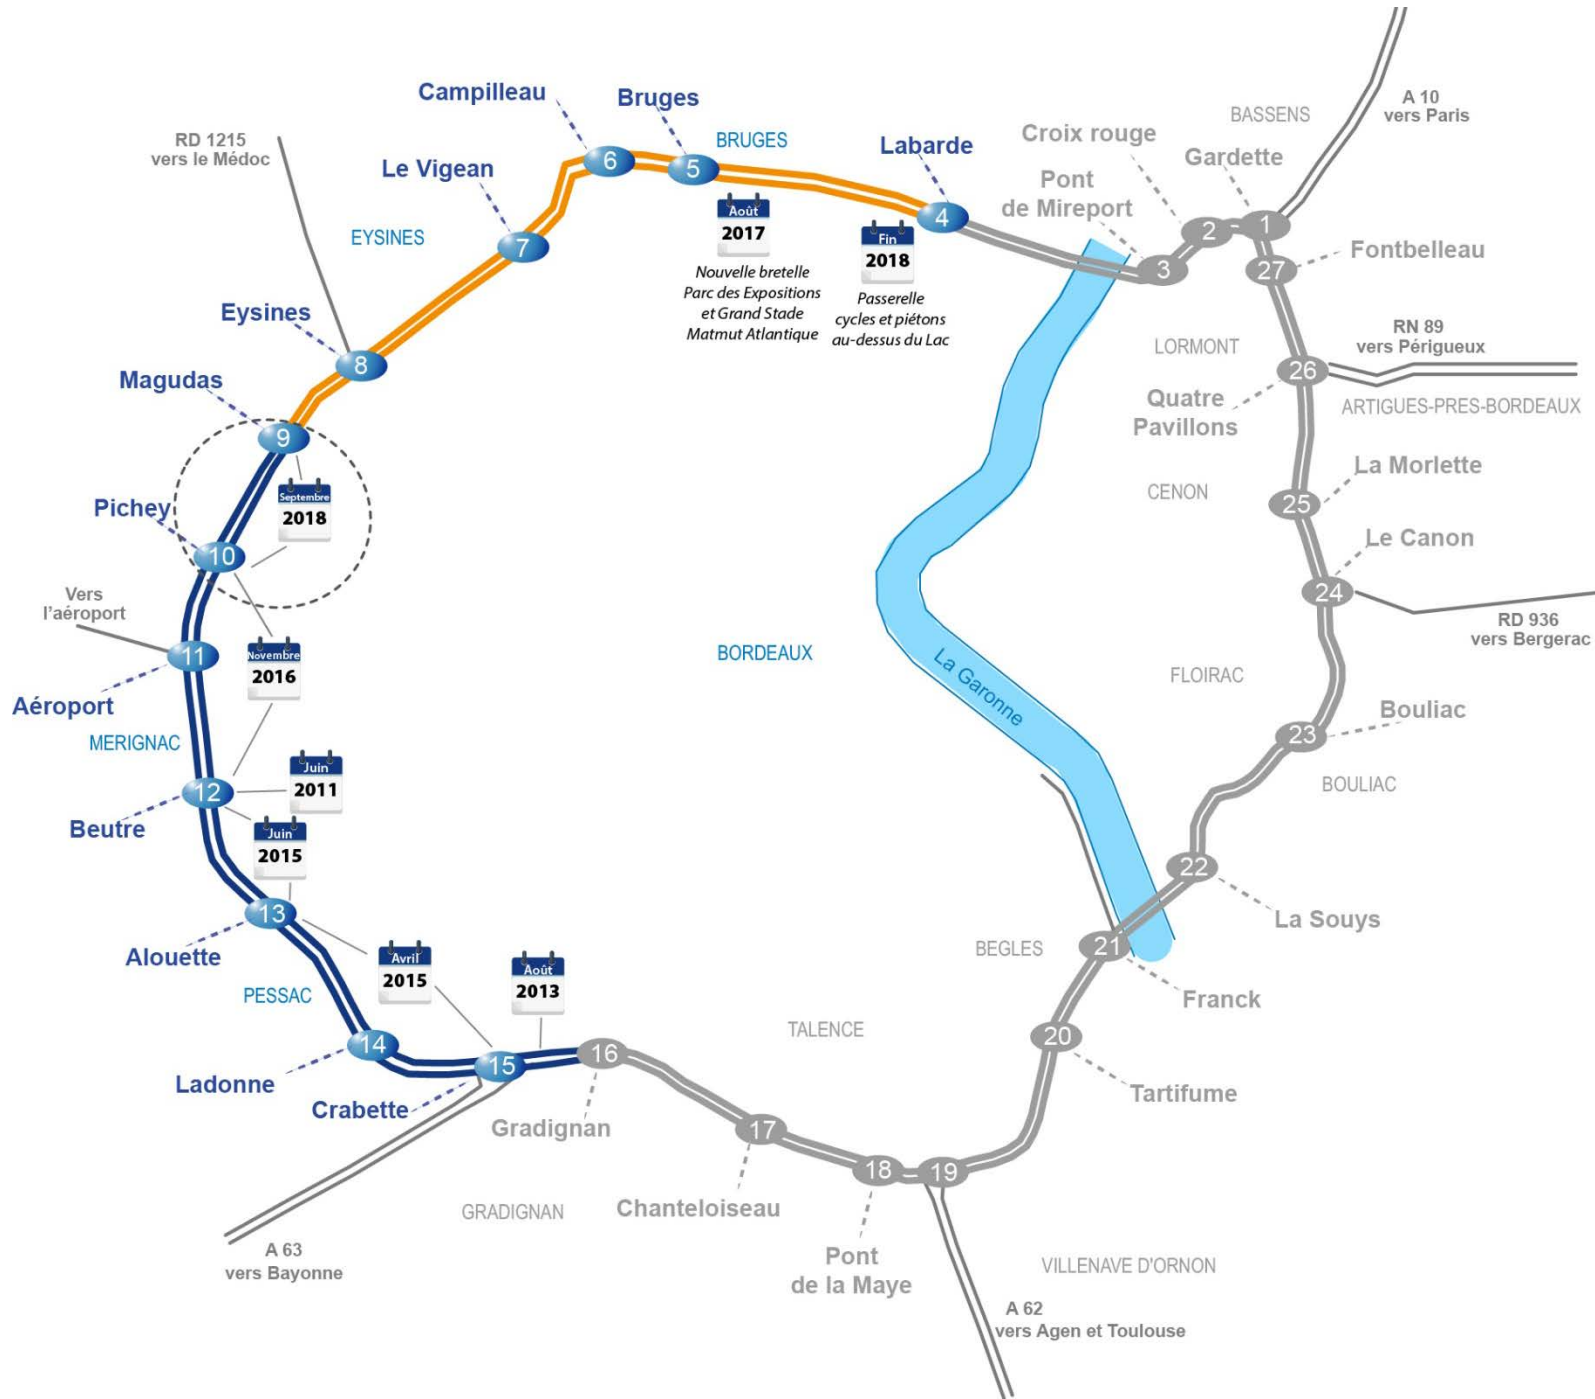 A 10
vers Paris
BASSENS
Campilleau
Bruges
BRUGES
Labarde
Croix rouge
Gardette
RD 1215
vers le Médoc
Le Vigean
Pont
de Mireport
6
5
4
2
1
3
27
7
EYSINES
Août
2017
Nouvelle bretelle
Parc des Expositions
et Grand Stade
Matmut Atlantique
Fin
2018
Passerelle
cycles et piétons
au-dessus du Lac
Fontbelleau
Eysines
8
LORMONT
RN 89
vers Périgueux
26
Magudas
Quatre
Pavillons
ARTIGUES-PRES-BORDEAUX
9
La Morlette
CENON
25
Septembre
2018
Pichey
10
Le Canon
24
Vers
l'aéroport
RD 936
vers Bergerac
11
Novembre
2016
BORDEAUX
La Garonne
FLOIRAC
Aéroport
Bouliac
23
MERIGNAC
12
Juin
2011
BOULIAC
Beutre
Juin
2015
22
13
La Souys
Alouette
BEGLES
21
Avril
2015
Août
2013
PESSAC
Franck
TALENCE
20
14
15
16
Ladonne
Crabette
Gradignan
Tartifume
17
18
19
Chanteloiseau
GRADIGNAN
A 63
vers Bayonne
Pont
de la Maye
VILLENAVE D'ORNON
A 62
vers Agen et Toulouse